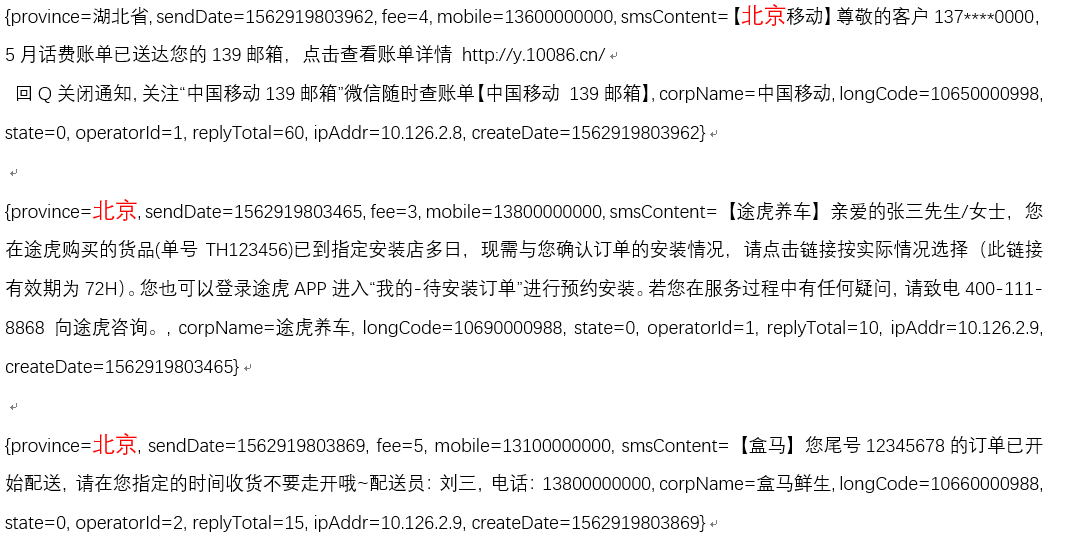 {province=湖北省, sendDate=1562919803962, fee=4, mobile=13600000000, smsContent=【北京移动】尊敬的客户 137****0000，
5 月话费账单已送达您的 139 邮箱，点击查看账单详情 http://y.10086.cn/
回 Q 关闭通知, 关注“中国移动 139 邮箱”微信随时查账单【中国移动 139 邮箱】, corpName=中国移动, longCode=10650000998,
state=0, operatorId=1, replyTotal=60, ipAddr=10.126.2.8, createDate=1562919803962}
{province=北京, sendDate=1562919803465, fee=3, mobile=13800000000, smsContent=【途虎养车】亲爱的张三先生/女士，您
在途虎购买的货品(单号 TH123456)已到指定安装店多日，现需与您确认订单的安装情况，请点击链接按实际情况选择（此链接
有效期为 72H）。您也可以登录途虎 APP 进入“我的-待安装订单”进行预约安装。若您在服务过程中有任何疑问，请致电 400-111-
8868 向途虎咨询。, corpName=途虎养车, longCode=10690000988, state=0, operatorId=1, replyTotal=10, ipAddr=10.126.2.9,
createDate=1562919803465}
{province=北京, sendDate=1562919803869, fee=5, mobile=13100000000, smsContent=【盒马】您尾号 12345678 的订单已开
始配送，请在您指定的时间收货不要走开哦~配送员：刘三，电话：13800000000, corpName=盒马鲜生, longCode=10660000988,
state=0, operatorId=2, replyTotal=15, ipAddr=10.126.2.9, createDate=1562919803869}